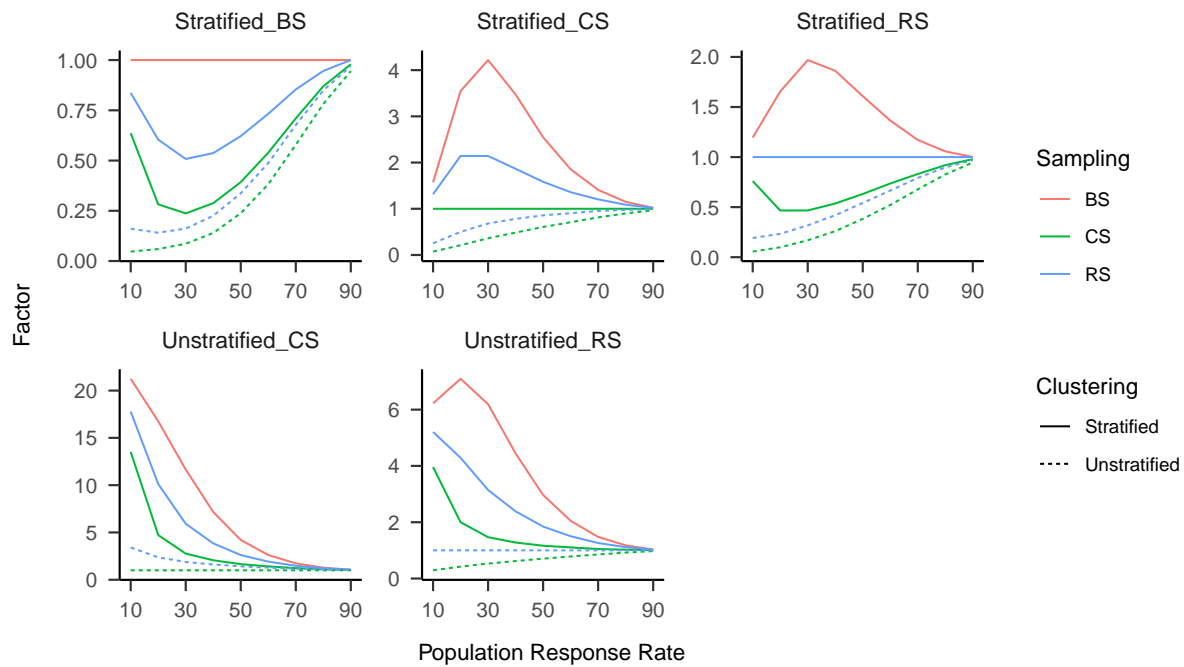 Stratified_BS
Stratified_CS
Stratified_RS
1.00
0.75
0.50
0.25
0.00
4
3
2
1
0
2.0
1.5
1.0
0.5
0.0
10 30 50 70 90
10 30 50 70 90
10 30 50 70 90
Factor
Unstratified_CS
Unstratified_RS
20
15
10
5
0
6
4
2
0
10 30 50 70 90
10 30 50 70 90
Population Response Rate
Sampling
BS
CS
RS
Clustering
Stratified
Unstratified